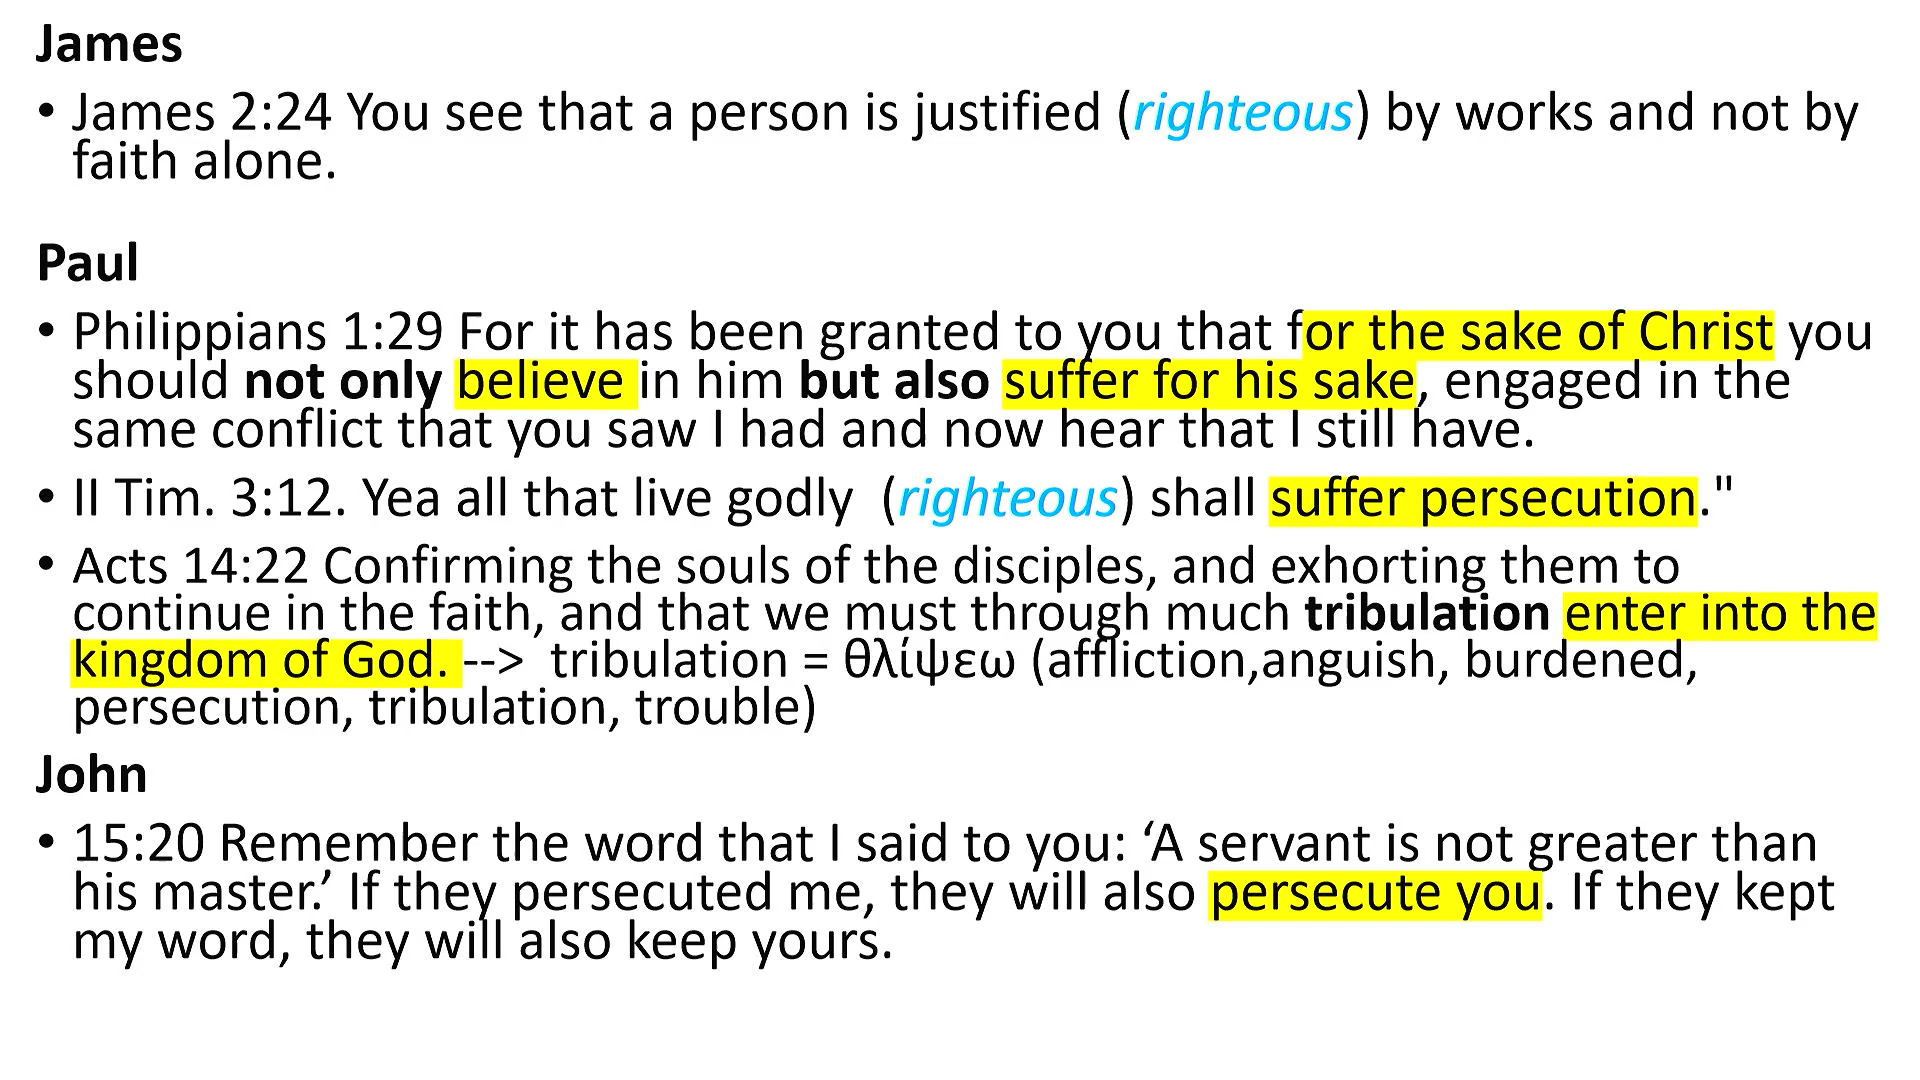 James
• James 2:24 You see that a person is justified (righteous) by works and not by
faith alone.
Paul
• Philippians 1:29 For it has been granted to you that for the sake of Christ you
should not only believe in him but also suffer for his sake, engaged in the
same conflict that you saw I had and now hear that I still have.
• II Tim. 3:12. Yea all that live godly  (righteous) shall suffer persecution."
• Acts 14:22 Confirming the souls of the disciples, and exhorting them to
continue in the faith, and that we must through much tribulation enter into the
kingdom of God. -->  tribulation = θλίψεω (affliction,anguish, burdened,
persecution, tribulation, trouble)
John
• 15:20 Remember the word that I said to you: ‘A servant is not greater than
his master.’ If they persecuted me, they will also persecute you. If they kept
my word, they will also keep yours.